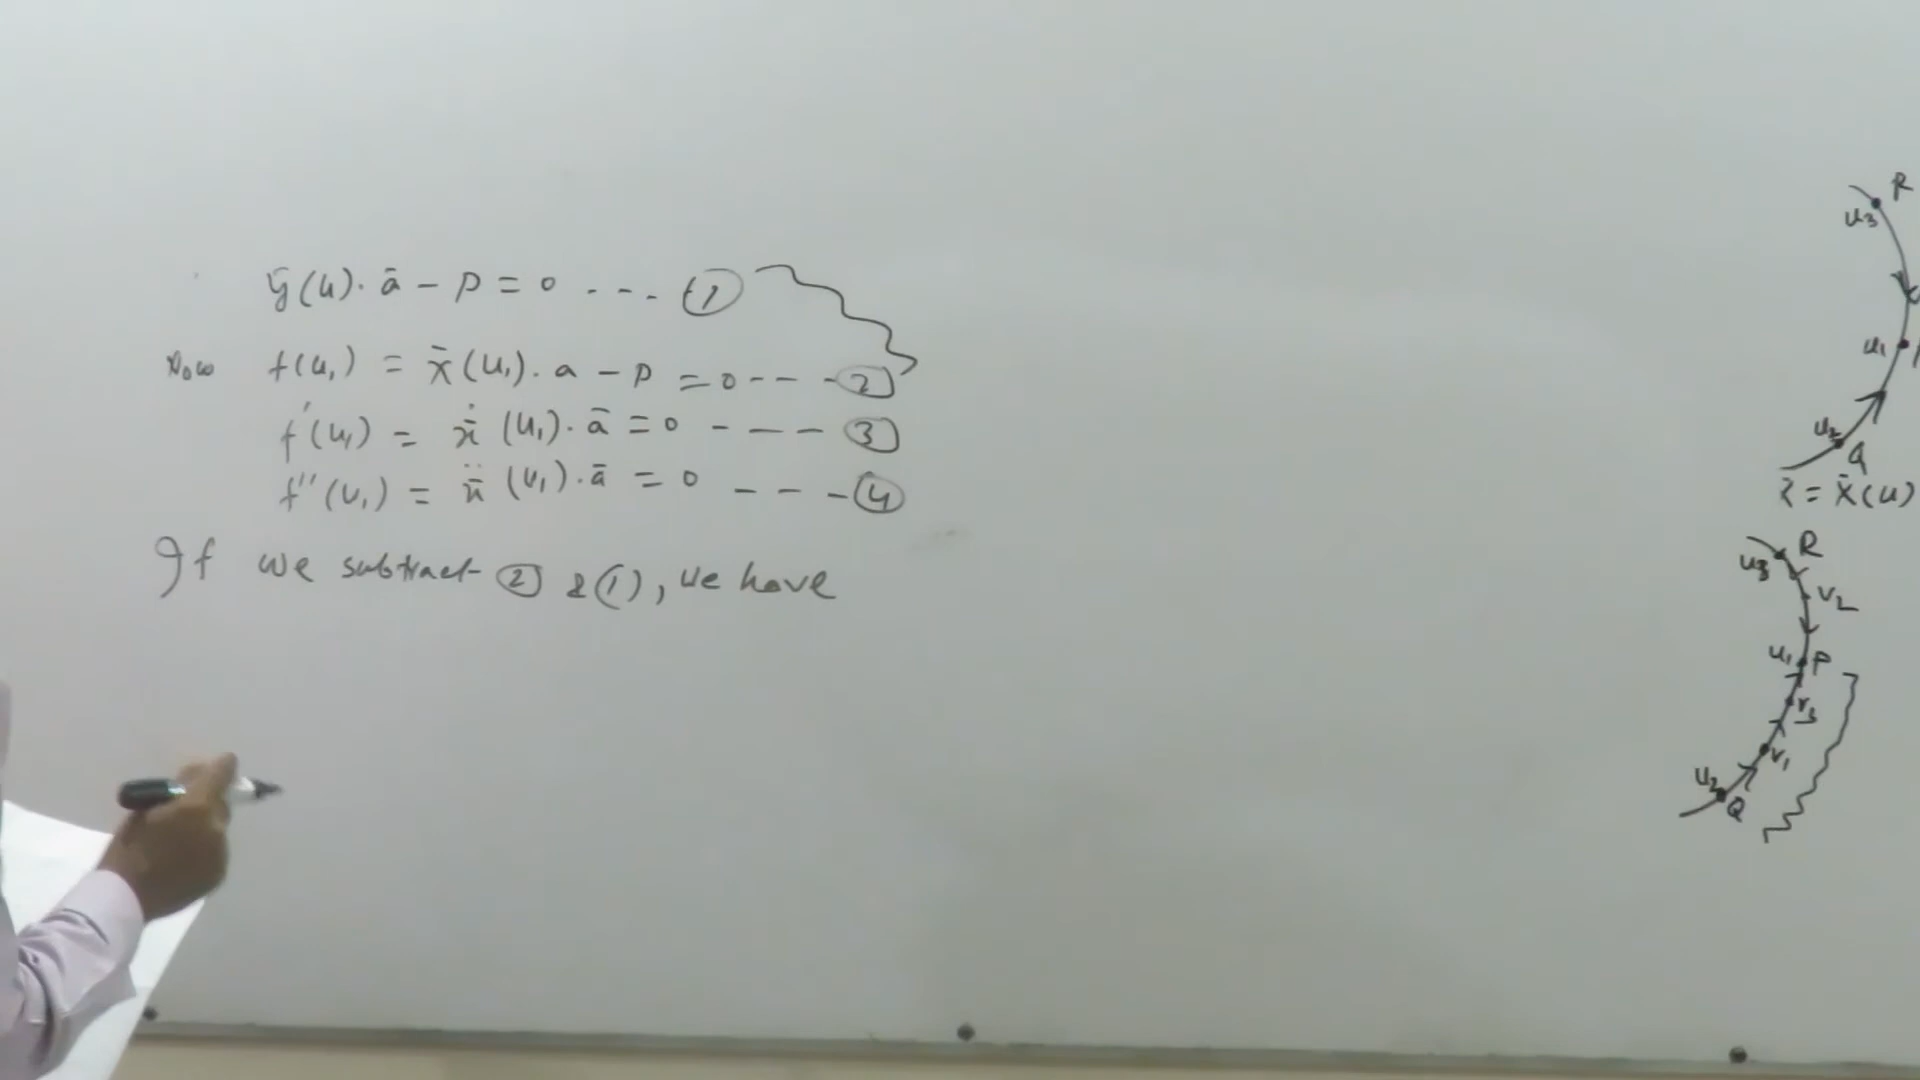 ȳ(u). ā - p = 0 - - - (1)
Now f(u₁) = x̄(u₁). a - p = 0 - - - (2)
f'(u₁) = ẋ (u₁). ā = 0 - - - (3)
f''(u₁) = ẍ (u₁). ā = 0 - - - (4)
If we subtract (2) & (1), we have
R
u₃
u₁
u₂
Q
= x̄(u)
R
u₃
v₂
u₁ P
v₃
v₁
u₂
Q